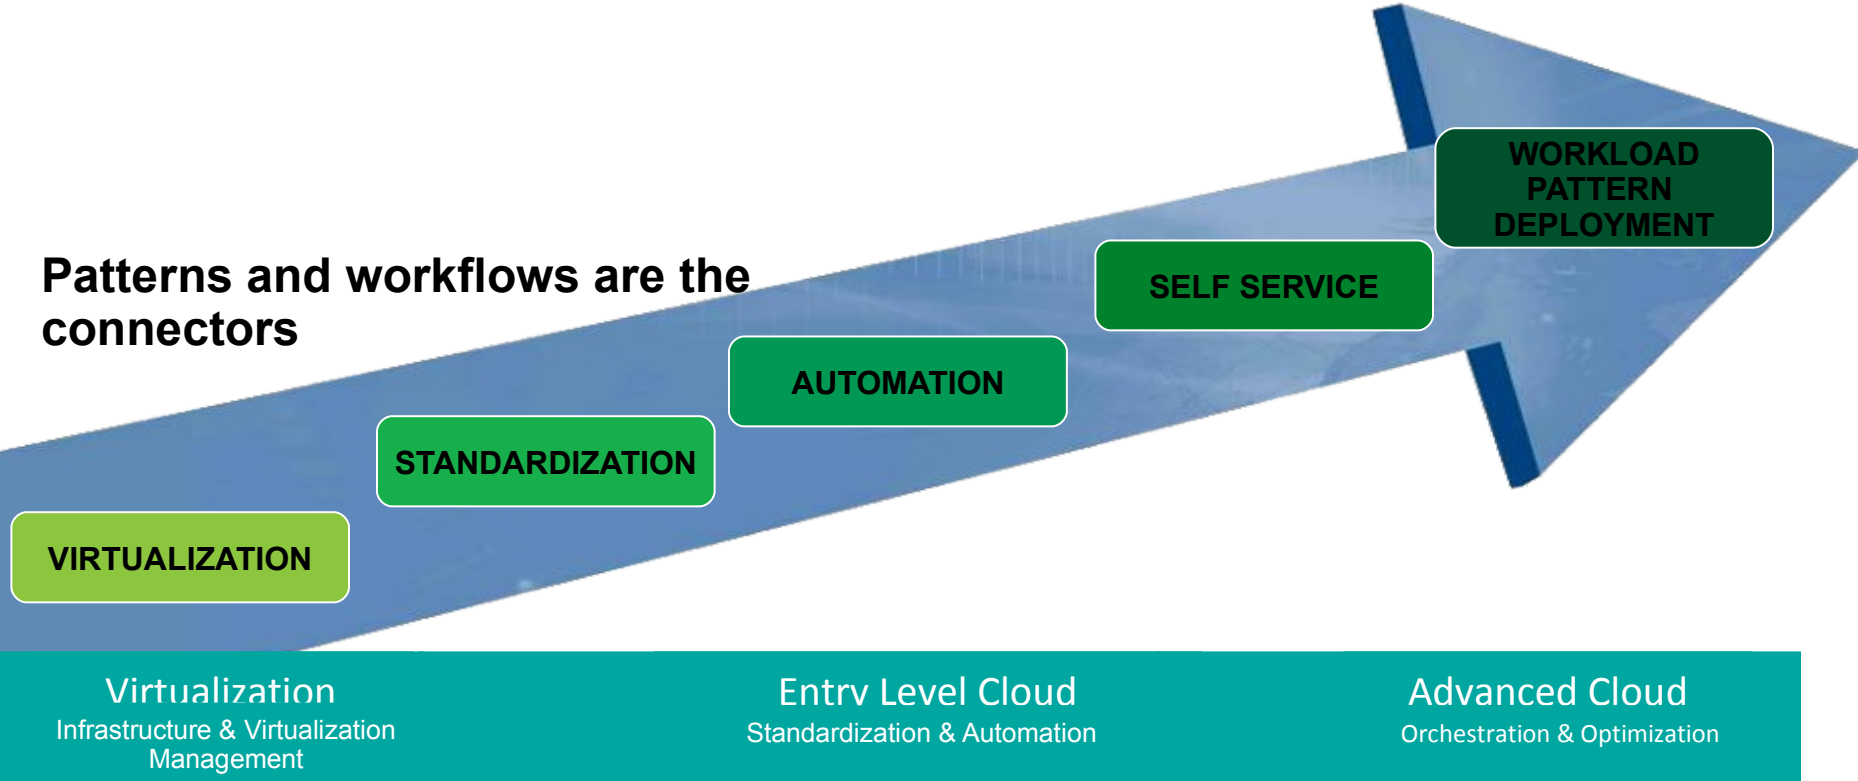 Patterns and workflows are the
connectors
WORKLOAD
PATTERN
DEPLOYMENT
SELF SERVICE
AUTOMATION
STANDARDIZATION
VIRTUALIZATION
Virtualization
Infrastructure & Virtualization
Management
Entry Level Cloud
Standardization & Automation
Advanced Cloud
Orchestration & Optimization